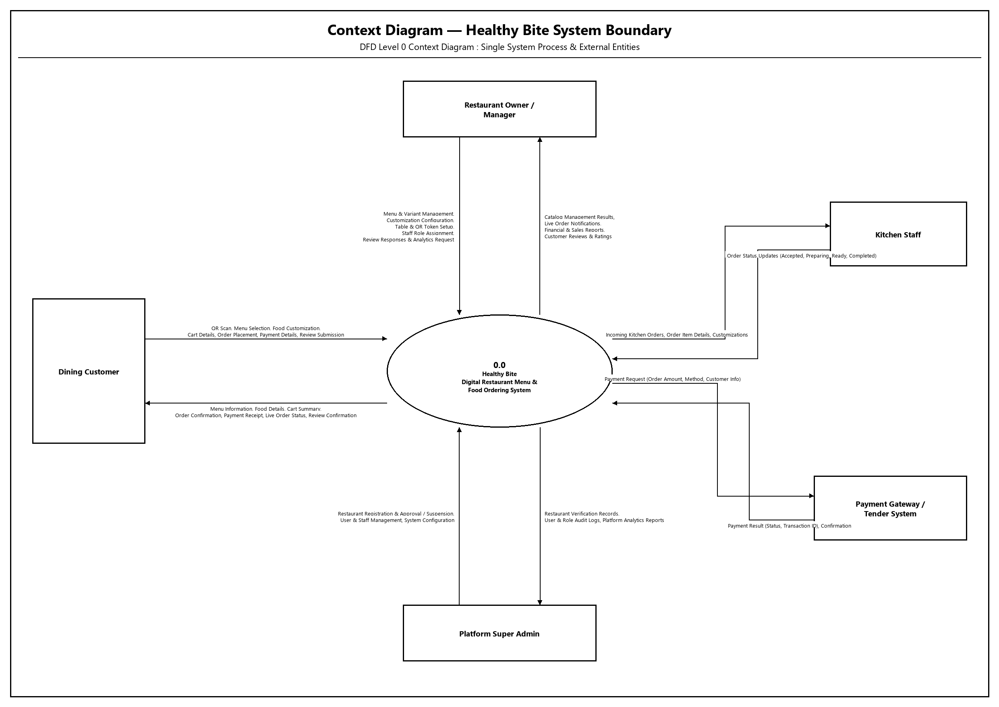 Context Diagram — Healthy Bite System Boundary
DFD Level 0 Context Diagram : Single System Process & External Entities
Restaurant Owner /
Manager
Menu & Variant Management,
Customization Configuration,
Table & QR Token Setup,
Staff Role Assignment,
Review Responses & Analytics Request
Catalog Management Results,
Live Order Notifications,
Financial & Sales Reports,
Customer Reviews & Ratings
Kitchen Staff
Order Status Updates (Accepted, Preparing, Ready, Completed)
Dining Customer
QR Scan, Menu Selection, Food Customization,
Cart Details, Order Placement, Payment Details, Review Submission
Incoming Kitchen Orders, Order Item Details, Customizations
0.0
Healthy Bite
Digital Restaurant Menu &
Food Ordering System
Payment Request (Order Amount, Method, Customer Info)
Menu Information, Food Details, Cart Summary,
Order Confirmation, Payment Receipt, Live Order Status, Review Confirmation
Payment Gateway /
Tender System
Payment Result (Status, Transaction ID), Confirmation
Restaurant Registration & Approval / Suspension,
User & Staff Management, System Configuration
Restaurant Verification Records,
User & Role Audit Logs, Platform Analytics Reports
Platform Super Admin